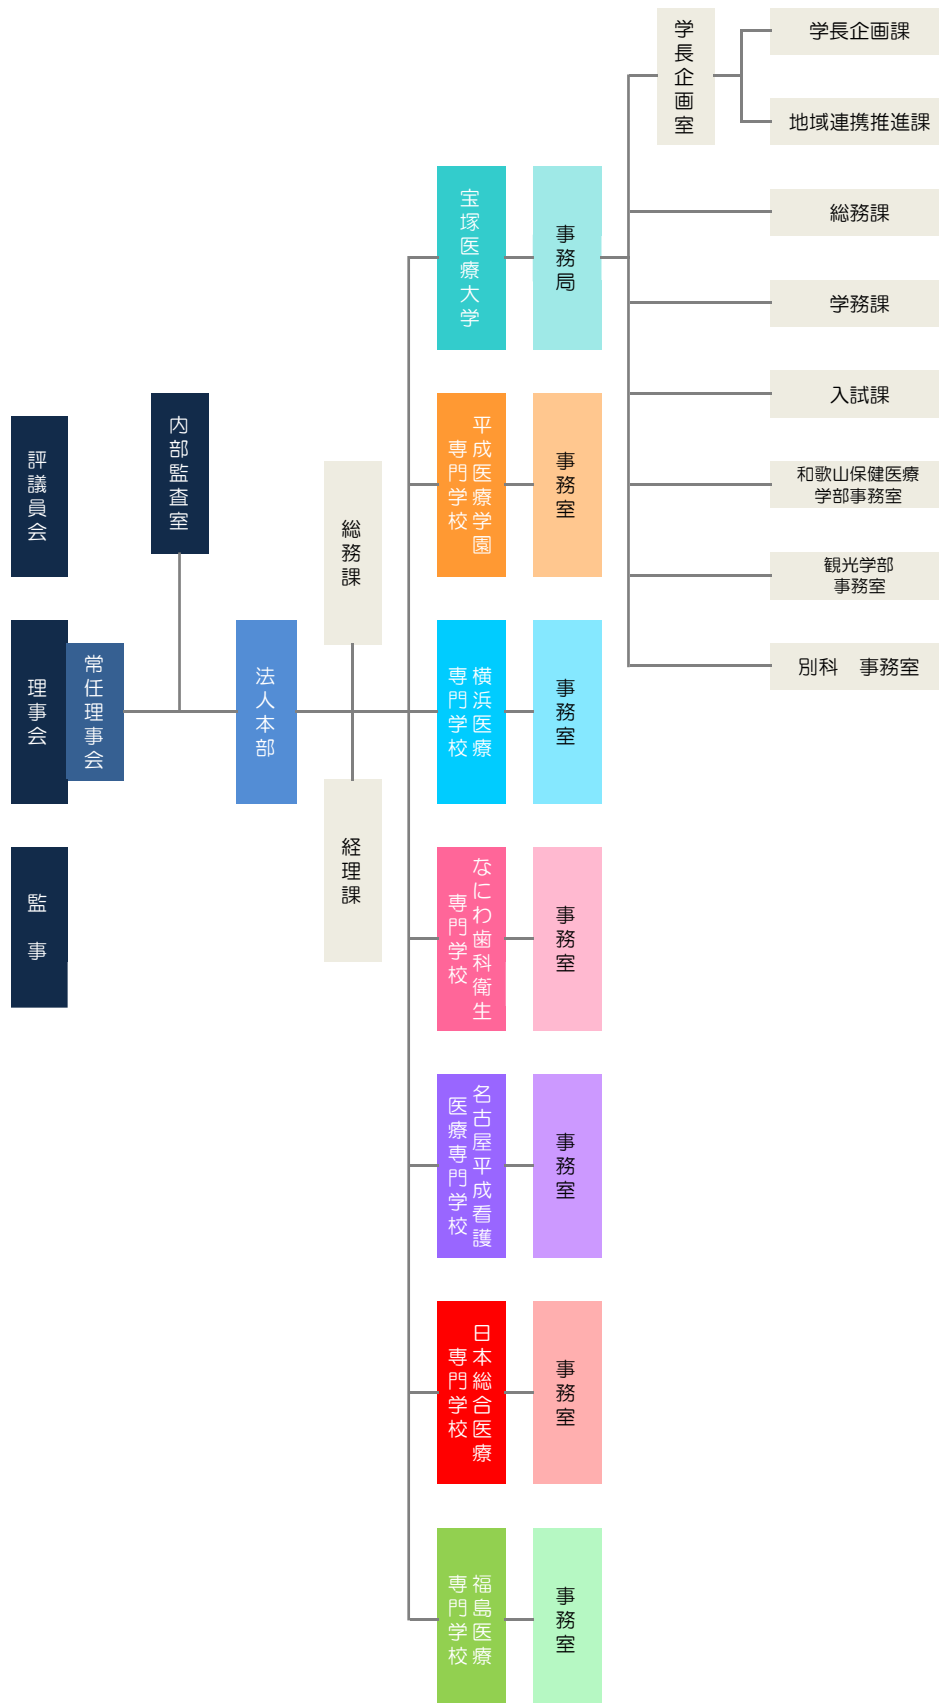 評議員会
理事会
監　事
常任理事会
内部監査室
法人本部
総務課
経理課
宝塚医療大学
事務局
学長企画室
学長企画課
地域連携推進課
総務課
学務課
入試課
和歌山保健医療
学部事務室
観光学部
事務室
別科　事務室
平成医療学園
専門学校
事務室
横浜医療
専門学校
事務室
なにわ歯科衛生
専門学校
事務室
名古屋平成看護
医療専門学校
事務室
日本総合医療
専門学校
事務室
福島医療
専門学校
事務室